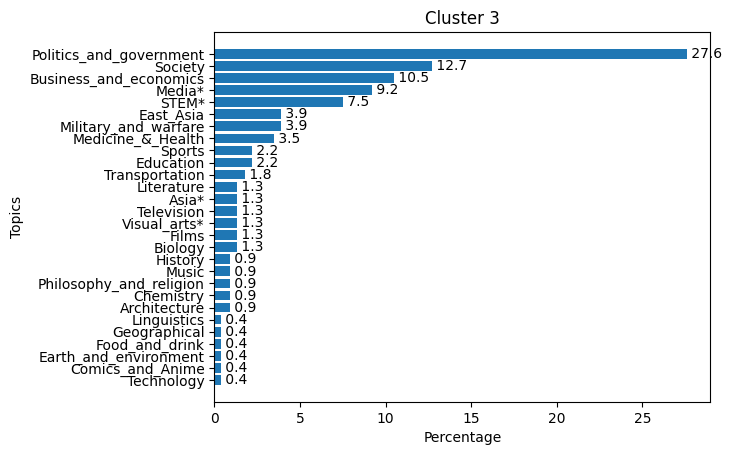 Cluster 3
Politics_and_government 27.6
Society 12.7
Business_and_economics 10.5
Media* 9.2
STEM* 7.5
East_Asia 3.9
Military_and_warfare 3.9
Medicine_&_Health 3.5
Sports 2.2
Education 2.2
Transportation 1.8
Literature 1.3
Asia* 1.3
Television 1.3
Visual_arts* 1.3
Films 1.3
Biology 1.3
History 0.9
Music 0.9
Philosophy_and_religion 0.9
Chemistry 0.9
Architecture 0.9
Linguistics 0.4
Geographical 0.4
Food_and_drink 0.4
Earth_and_environment 0.4
Comics_and_Anime 0.4
Technology 0.4
Topics
0 5 10 15 20 25
Percentage